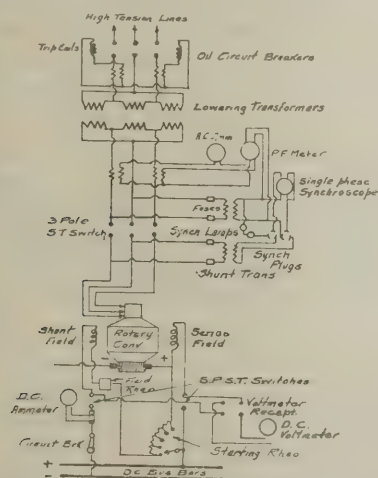 High Tension Lines
Trip Coils
Oil Circuit Breakers
Lowering Transformers
A.C. Amm
P.F Meter
Single phase
Synchroscope
Fuses
3 Pole
S T Switch
Synch Lamps
Synch
Plugs
Shunt Trans
Shunt
Field
Rotary
Conv
Series
Field
- +
Field
Rheo
S.P.S.T. Switches
D.C.
Ammeter
Voltmeter
Recept.
D.C.
Voltmeter
Circuit Brk
Starting Rheo
+
DC Bus Bars
-